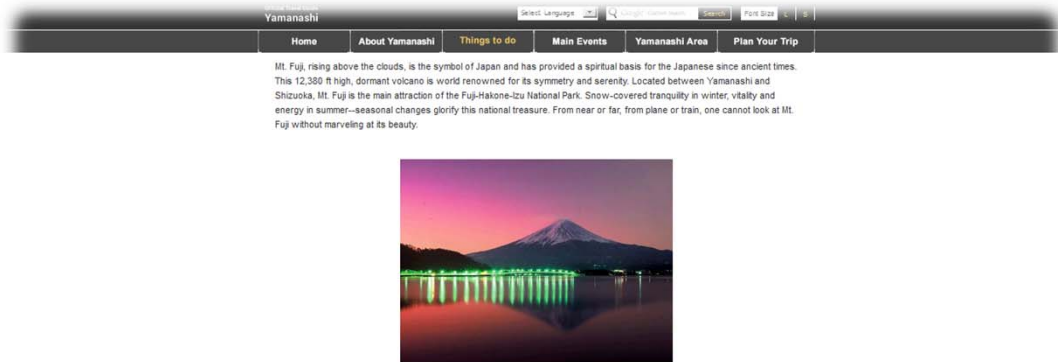 Yamanashi
Select Language Search Font Size L S
Home About Yamanashi Things to do Main Events Yamanashi Area Plan Your Trip
Mt. Fuji, rising above the clouds, is the symbol of Japan and has provided a spiritual basis for the Japanese since ancient times.
This 12,380 ft high, dormant volcano is world renowned for its symmetry and serenity. Located between Yamanashi and
Shizuoka, Mt. Fuji is the main attraction of the Fuji-Hakone-Izu National Park. Snow-covered tranquility in winter, vitality and
energy in summer--seasonal changes glorify this national treasure. From near or far, from plane or train, one cannot look at Mt.
Fuji without marveling at its beauty.